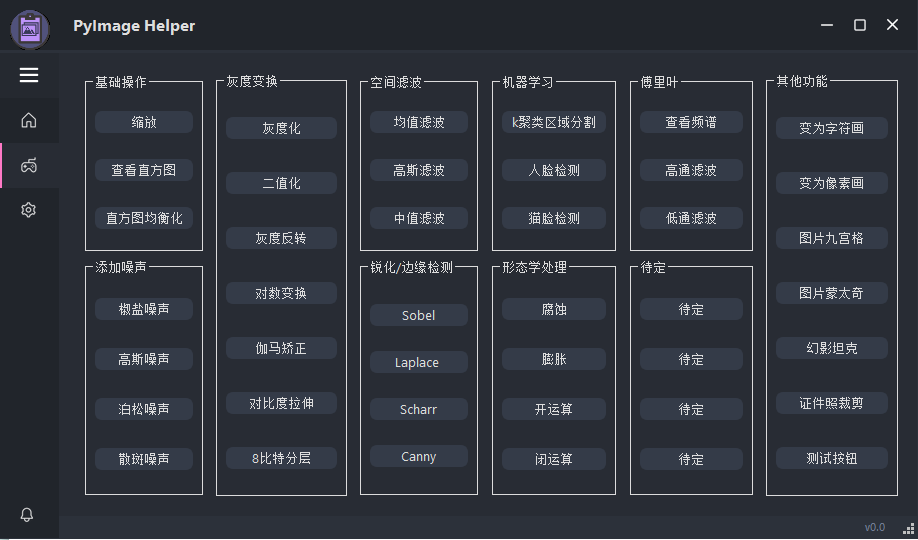 PyImage Helper
基础操作
缩放
查看直方图
直方图均衡化
添加噪声
椒盐噪声
高斯噪声
泊松噪声
散斑噪声
灰度变换
灰度化
二值化
灰度反转
对数变换
伽马矫正
对比度拉伸
8比特分层
空间滤波
均值滤波
高斯滤波
中值滤波
锐化/边缘检测
Sobel
Laplace
Scharr
Canny
机器学习
k聚类区域分割
人脸检测
猫脸检测
形态学处理
腐蚀
膨胀
开运算
闭运算
傅里叶
查看频谱
高通滤波
低通滤波
待定
待定
待定
待定
待定
其他功能
变为字符画
变为像素画
图片九宫格
图片蒙太奇
幻影坦克
证件照裁剪
测试按钮
v0.0